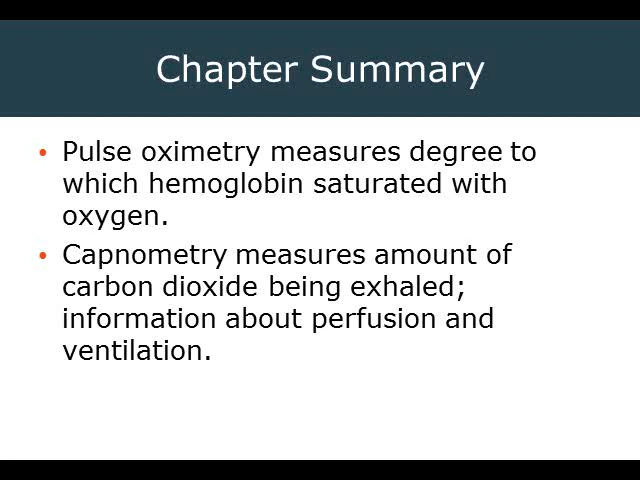 Chapter Summary
• Pulse oximetry measures degree to
which hemoglobin saturated with
oxygen.
• Capnometry measures amount of
carbon dioxide being exhaled;
information about perfusion and
ventilation.